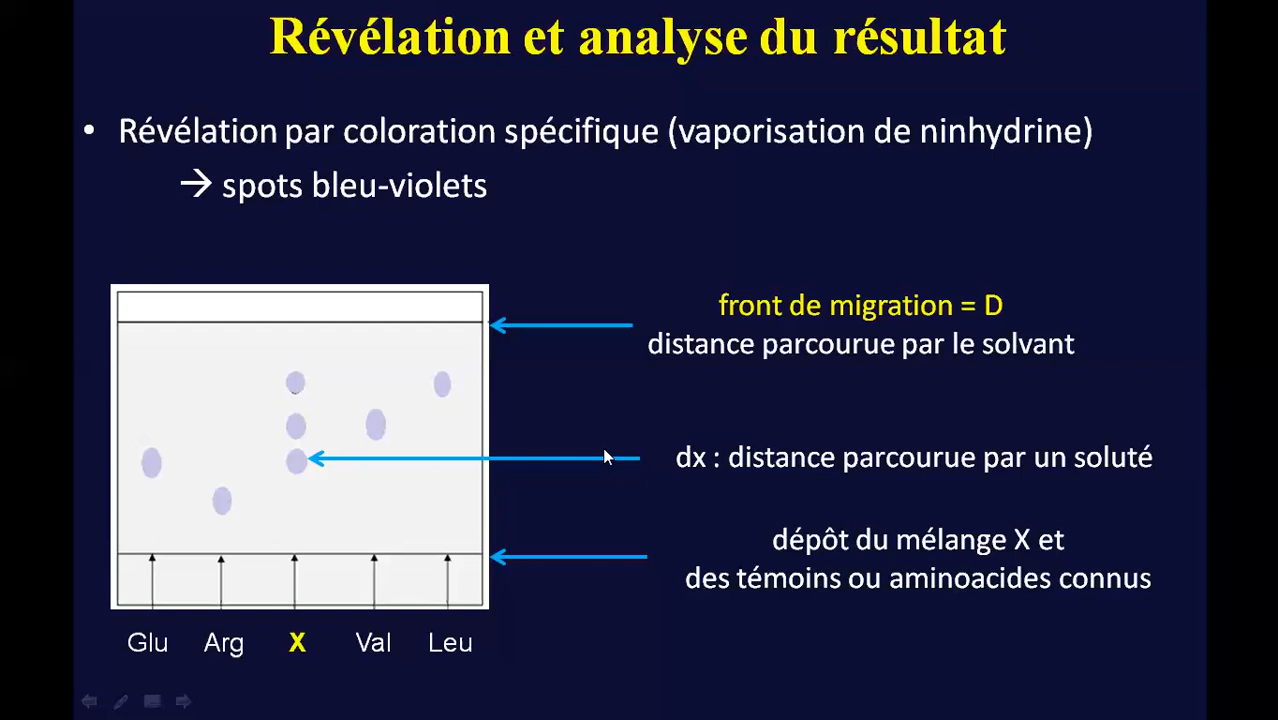 Révélation et analyse du résultat
• Révélation par coloration spécifique (vaporisation de ninhydrine)
→ spots bleu-violets
front de migration = D
distance parcourue par le solvant
dx : distance parcourue par un soluté
dépôt du mélange X et
des témoins ou aminoacides connus
Glu Arg X Val Leu